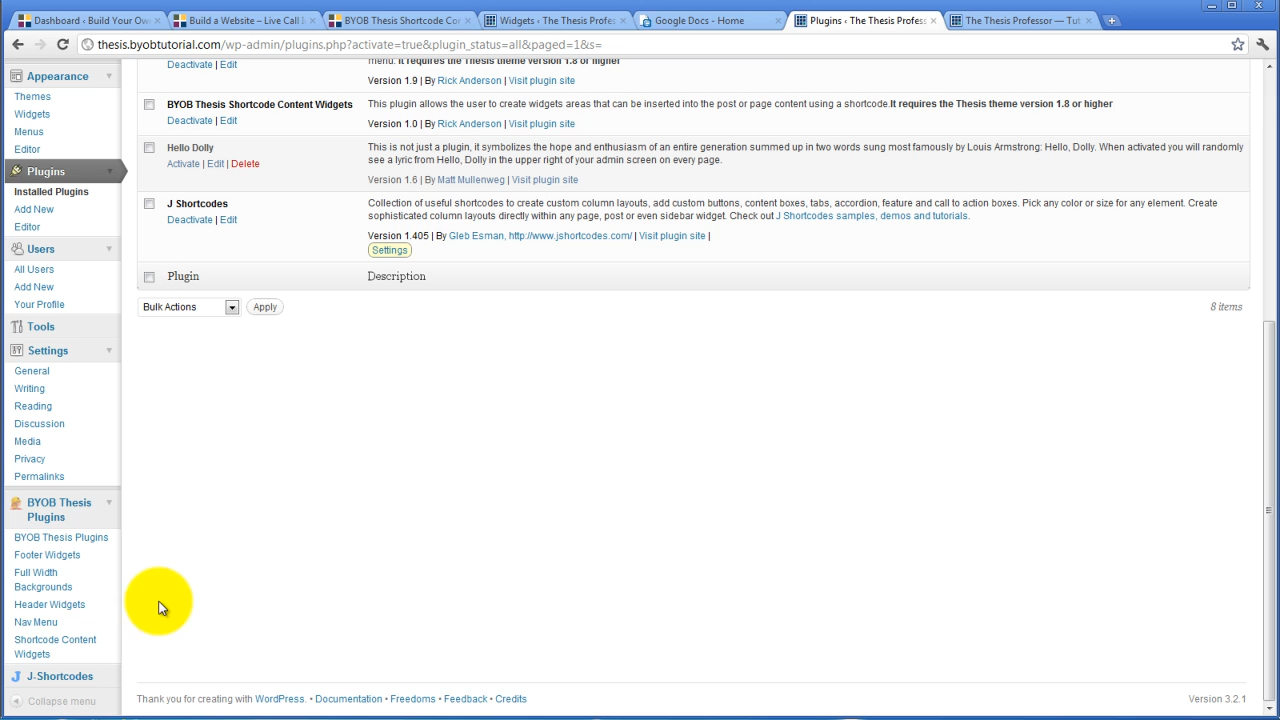 Dashboard ‹ Build Your Own
Build a Website – Live Call I
BYOB Thesis Shortcode Con
Widgets ‹ The Thesis Profes
Google Docs - Home
Plugins ‹ The Thesis Profess
The Thesis Professor — Tut
thesis.byobtutorial.com/wp-admin/plugins.php?activate=true&plugin_status=all&paged=1&s=
Appearance
Themes
Widgets
Menus
Editor
Plugins
Installed Plugins
Add New
Editor
Users
All Users
Add New
Your Profile
Tools
Settings
General
Writing
Reading
Discussion
Media
Privacy
Permalinks
BYOB Thesis
Plugins
BYOB Thesis Plugins
Footer Widgets
Full Width
Backgrounds
Header Widgets
Nav Menu
Shortcode Content
Widgets
J-Shortcodes
Collapse menu
menu. It requires the Thesis theme version 1.8 or higher
Deactivate | Edit
Version 1.9 | By Rick Anderson | Visit plugin site
BYOB Thesis Shortcode Content Widgets
This plugin allows the user to create widgets areas that can be inserted into the post or page content using a shortcode.It requires the Thesis theme version 1.8 or higher
Deactivate | Edit
Version 1.0 | By Rick Anderson | Visit plugin site
Hello Dolly
This is not just a plugin, it symbolizes the hope and enthusiasm of an entire generation summed up in two words sung most famously by Louis Armstrong: Hello, Dolly. When activated you will randomly
see a lyric from Hello, Dolly in the upper right of your admin screen on every page.
Activate | Edit | Delete
Version 1.6 | By Matt Mullenweg | Visit plugin site
J Shortcodes
Collection of useful shortcodes to create custom column layouts, add custom buttons, content boxes, tabs, accordion, feature and call to action boxes. Pick any color or size for any element. Create
sophisticated column layouts directly within any page, post or even sidebar widget. Check out J Shortcodes samples, demos and tutorials.
Deactivate | Edit
Version 1.405 | By Gleb Esman, http://www.jshortcodes.com/ | Visit plugin site |
Settings
Plugin
Description
Bulk Actions
Apply
8 items
Thank you for creating with WordPress. • Documentation • Freedoms • Feedback • Credits
Version 3.2.1